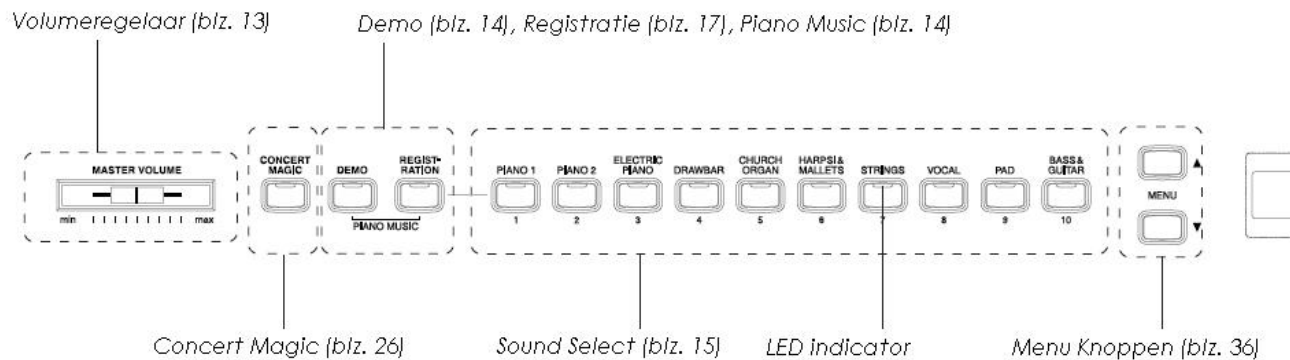 Volumeregelaar (blz. 13)
Demo (blz. 14), Registratie (blz. 17), Piano Music (blz. 14)
MASTER VOLUME
min
max
CONCERT
MAGIC
DEMO
REGIST-
RATION
PIANO MUSIC
PIANO 1
1
PIANO 2
2
ELECTRIC
PIANO
3
DRAWBAR
4
CHURCH
ORGAN
5
HARPSI &
MALLETS
6
STRINGS
7
VOCAL
8
PAD
9
BASS &
GUITAR
10
▲
MENU
▼
Concert Magic (blz. 26)
Sound Select (blz. 15)
LED indicator
Menu Knoppen (blz. 36)